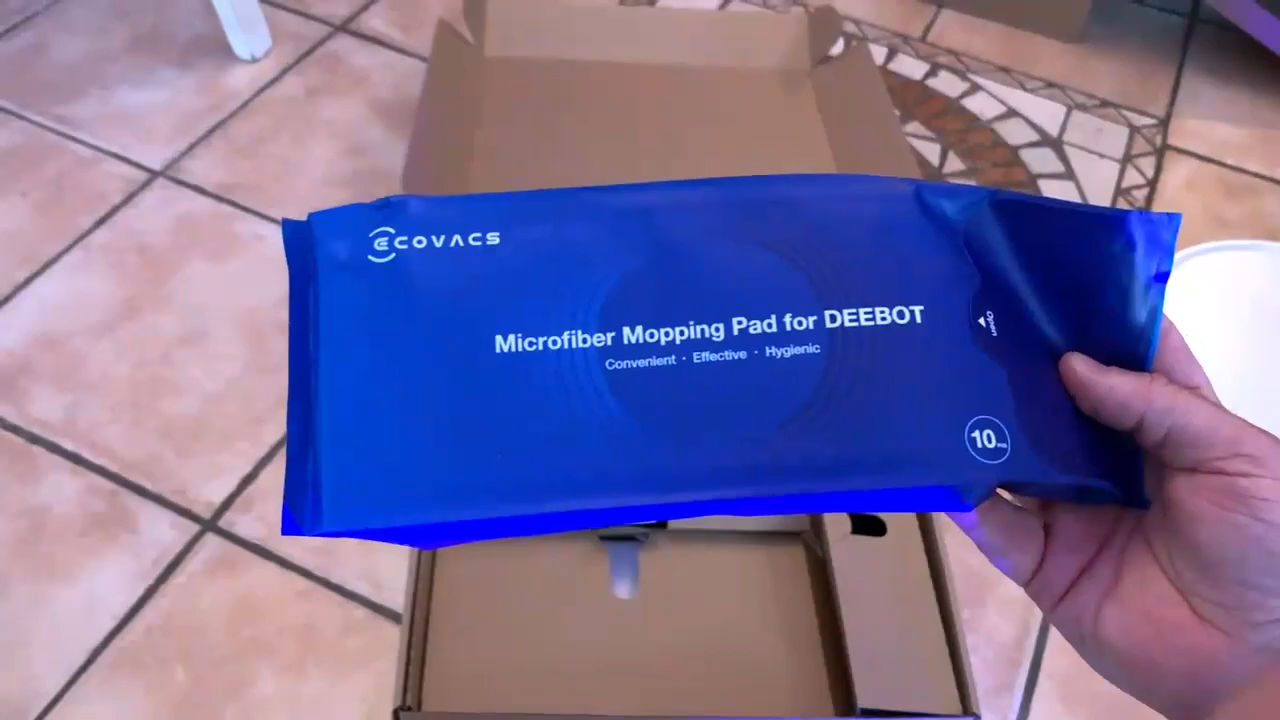 ECOVACS
Microfiber Mopping Pad for DEEBOT
Convenient · Effective · Hygienic
Open
10